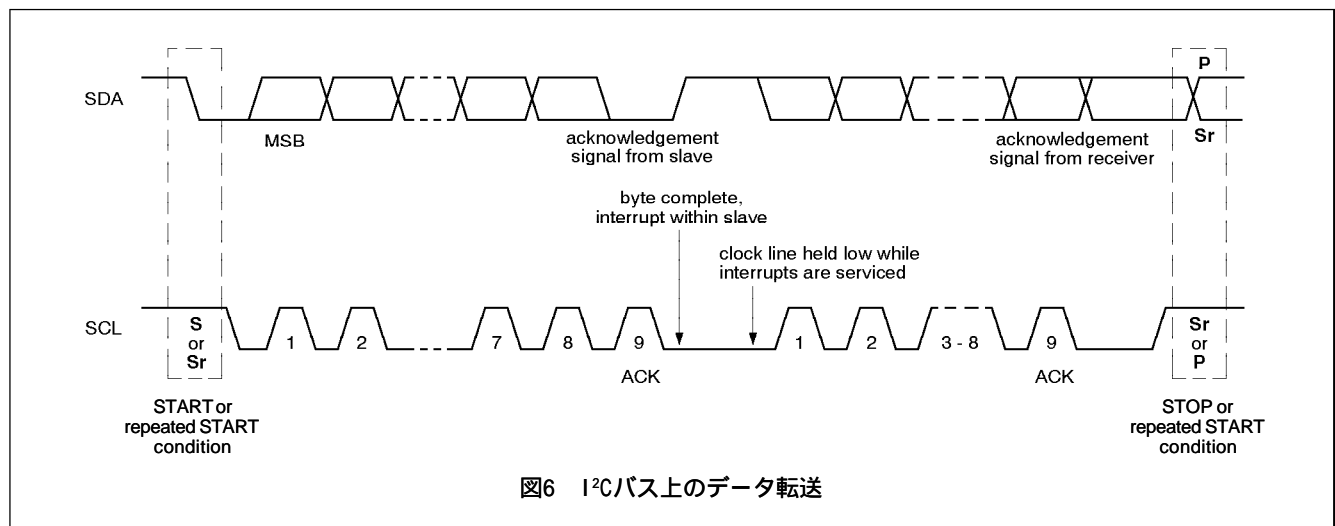 P
SDA
MSB
acknowledgement
signal from slave
acknowledgement
signal from receiver
Sr
byte complete,
interrupt within slave
clock line held low while
interrupts are serviced
SCL
S
or
Sr
1
2
7
8
9
1
2
3 - 8
9
Sr
or
P
ACK
ACK
START or
repeated START
condition
STOP or
repeated START
condition
図6 I²Cバス上のデータ転送